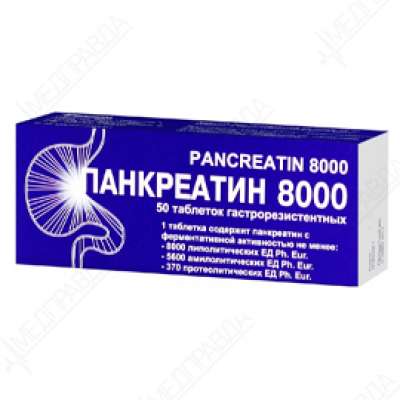 PANCREATIN 8000
ПАНКРЕАТИН 8000
50 таблеток гастрорезистентных
1 таблетка содержит панкреатин с
ферментативной активностью не менее:
- 8000 липолитических ЕД Ph. Eur.
- 5600 амилолитических ЕД Ph. Eur.
- 370 протеолитических ЕД Ph. Eur.
МЕДПРАВДА